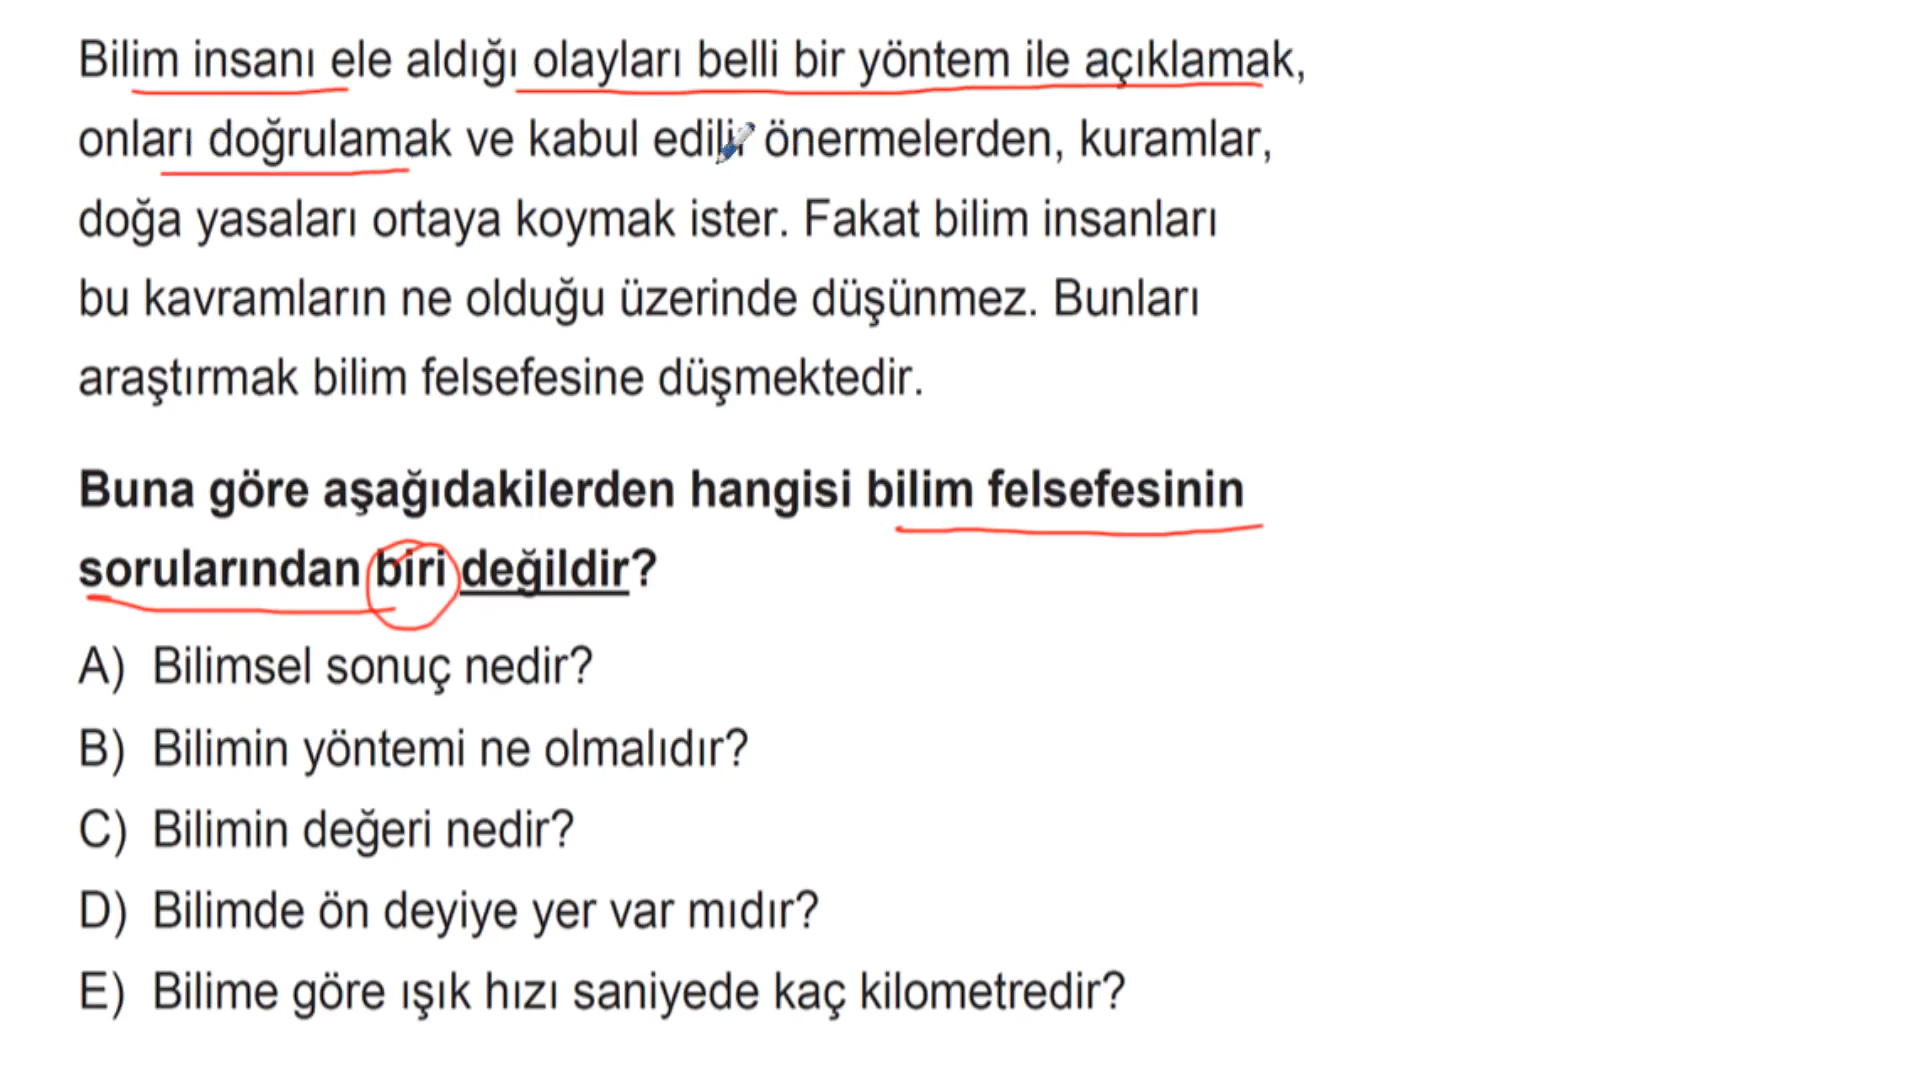 Bilim insanı ele aldığı olayları belli bir yöntem ile açıklamak,
onları doğrulamak ve kabul edilir önermelerden, kuramlar,
doğa yasaları ortaya koymak ister. Fakat bilim insanları
bu kavramların ne olduğu üzerinde düşünmez. Bunları
araştırmak bilim felsefesine düşmektedir.
Buna göre aşağıdakilerden hangisi bilim felsefesinin
sorularından biri değildir?
A) Bilimsel sonuç nedir?
B) Bilimin yöntemi ne olmalıdır?
C) Bilimin değeri nedir?
D) Bilimde ön deyiye yer var mıdır?
E) Bilime göre ışık hızı saniyede kaç kilometredir?